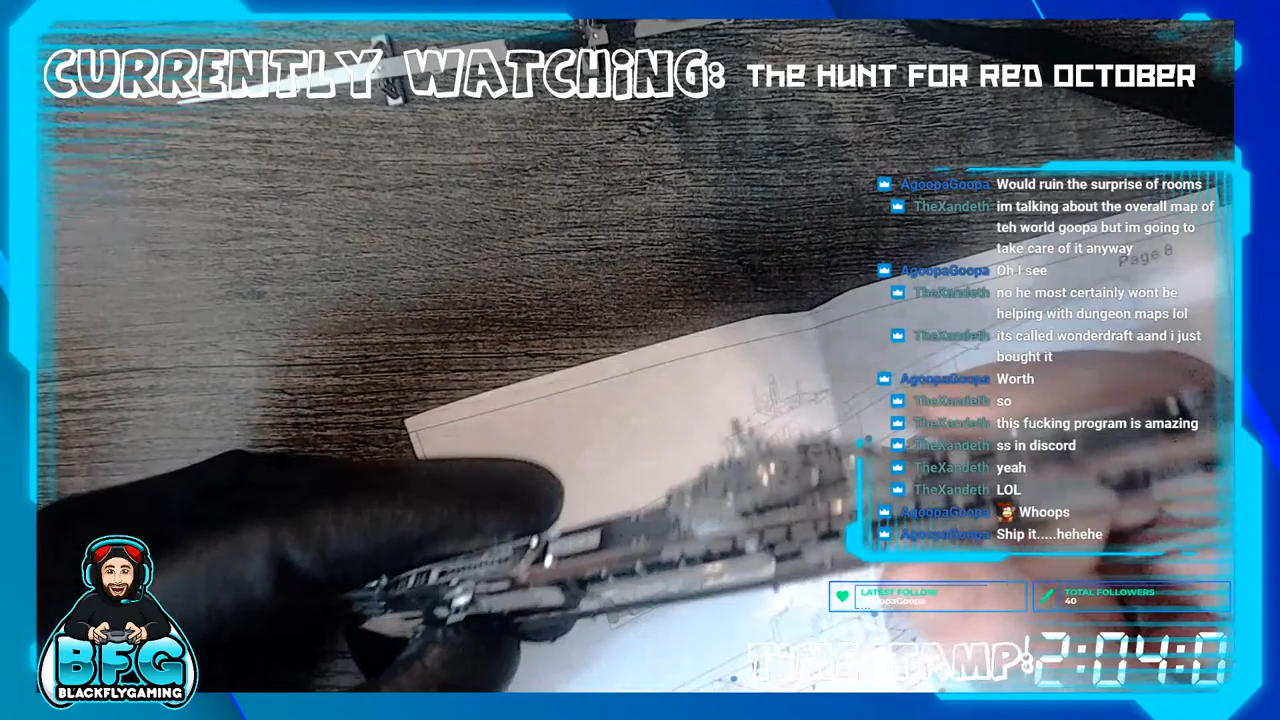 CURRENTLY WATCHING: THE HUNT FOR RED OCTOBER
AgoopaGoopa Would ruin the surprise of rooms
TheXandeth im talking about the overall map of
teh world goopa but im going to
take care of it anyway
Page 8
AgoopaGoopa Oh I see
TheXandeth no he most certainly wont be
helping with dungeon maps lol
TheXandeth its called wonderdraft aand i just
bought it
AgoopaGoopa Worth
TheXandeth so
TheXandeth this fucking program is amazing
TheXandeth ss in discord
TheXandeth yeah
TheXandeth LOL
AgoopaGoopa Whoops
AgoopaGoopa Ship it.....hehehe
LATEST FOLLOW
TOTAL FOLLOWERS
40
TIME STAMP: 2:04:0
BFG
BLACKFLYGAMING